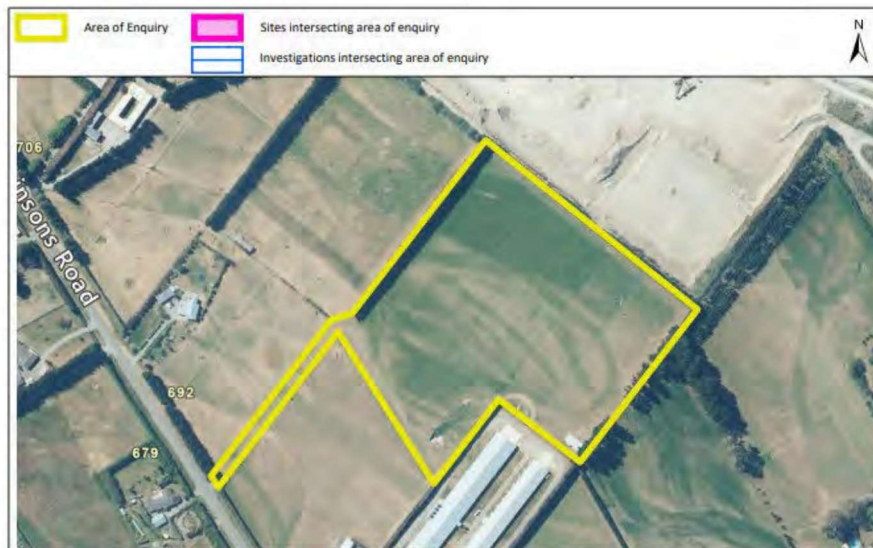 Area of Enquiry
Sites intersecting area of enquiry
Investigations intersecting area of enquiry
N
706
insons Road
692
679